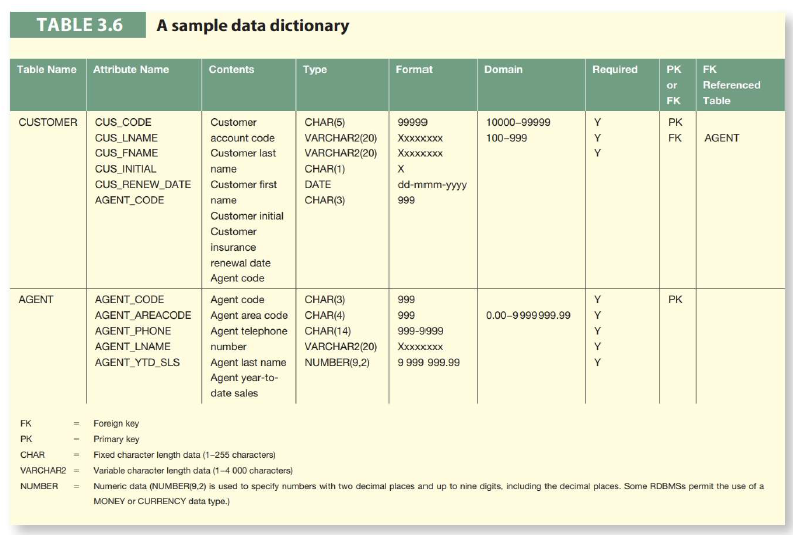 TABLE 3.6 A sample data dictionary
Table Name Attribute Name Contents Type Format Domain Required PK FK
or Referenced
FK Table
CUSTOMER CUS_CODE Customer CHAR(5) 99999 10000–99999 Y PK
CUS_LNAME account code VARCHAR2(20) Xxxxxxxx 100–999 Y FK AGENT
CUS_FNAME Customer last VARCHAR2(20) Xxxxxxxx Y
CUS_INITIAL name CHAR(1) X
CUS_RENEW_DATE Customer first DATE dd-mmm-yyyy
AGENT_CODE name CHAR(3) 999
Customer initial
Customer
insurance
renewal date
Agent code
AGENT AGENT_CODE Agent code CHAR(3) 999 Y PK
AGENT_AREACODE Agent area code CHAR(4) 999 0.00–9 999 999.99 Y
AGENT_PHONE Agent telephone CHAR(14) 999-9999 Y
AGENT_LNAME number VARCHAR2(20) Xxxxxxxx Y
AGENT_YTD_SLS Agent last name NUMBER(9,2) 9 999 999.99 Y
Agent year-to-
date sales
FK = Foreign key
PK – Primary key
CHAR = Fixed character length data (1–255 characters)
VARCHAR2 = Variable character length data (1–4 000 characters)
NUMBER = Numeric data (NUMBER(9,2) is used to specify numbers with two decimal places and up to nine digits, including the decimal places. Some RDBMSs permit the use of a
MONEY or CURRENCY data type.)